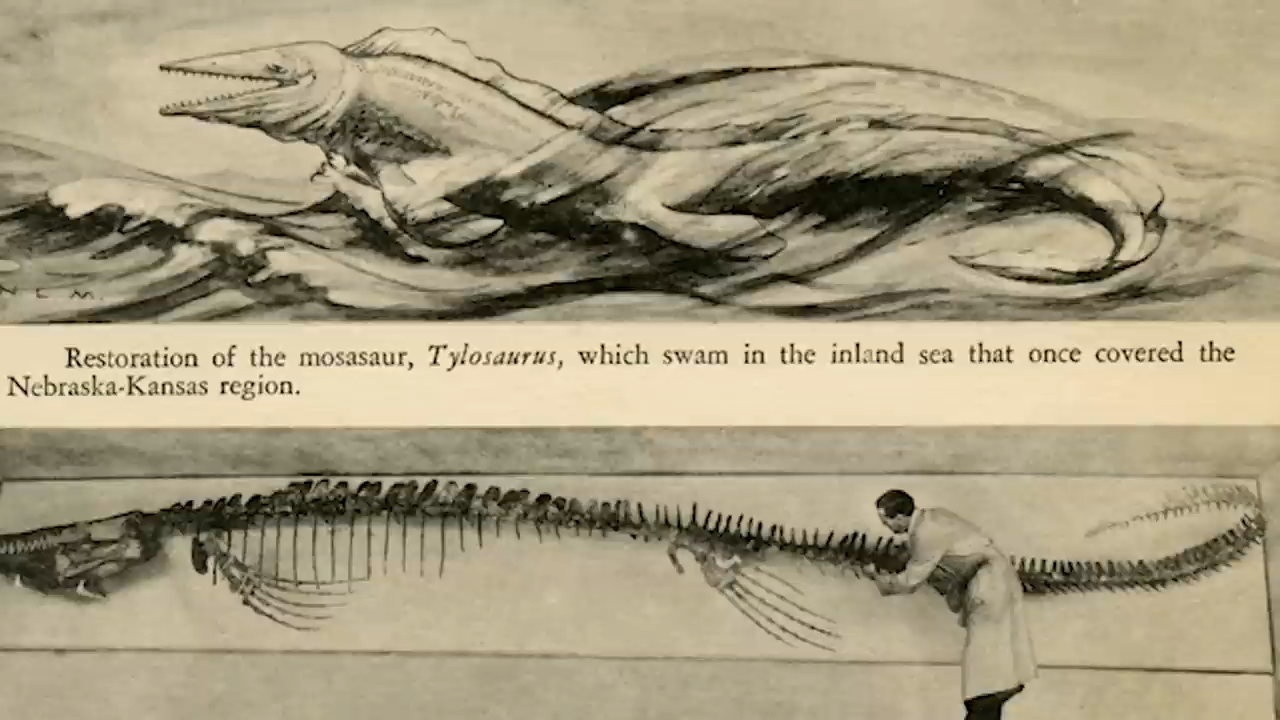 N L M.
Restoration of the mosasaur, Tylosaurus, which swam in the inland sea that once covered the
Nebraska-Kansas region.